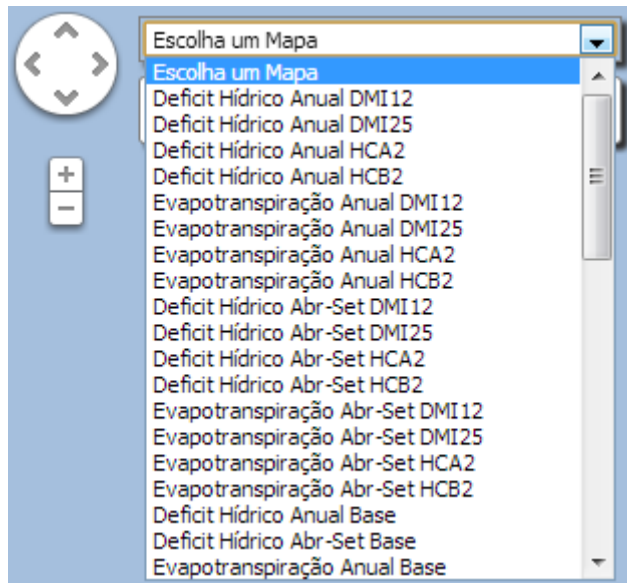 Escolha um Mapa
Escolha um Mapa
Deficit Hídrico Anual DMI12
Deficit Hídrico Anual DMI25
Deficit Hídrico Anual HCA2
Deficit Hídrico Anual HCB2
Evapotranspiração Anual DMI12
Evapotranspiração Anual DMI25
Evapotranspiração Anual HCA2
Evapotranspiração Anual HCB2
Deficit Hídrico Abr-Set DMI12
Deficit Hídrico Abr-Set DMI25
Deficit Hídrico Abr-Set HCA2
Deficit Hídrico Abr-Set HCB2
Evapotranspiração Abr-Set DMI12
Evapotranspiração Abr-Set DMI25
Evapotranspiração Abr-Set HCA2
Evapotranspiração Abr-Set HCB2
Deficit Hídrico Anual Base
Deficit Hídrico Abr-Set Base
Evapotranspiração Anual Base